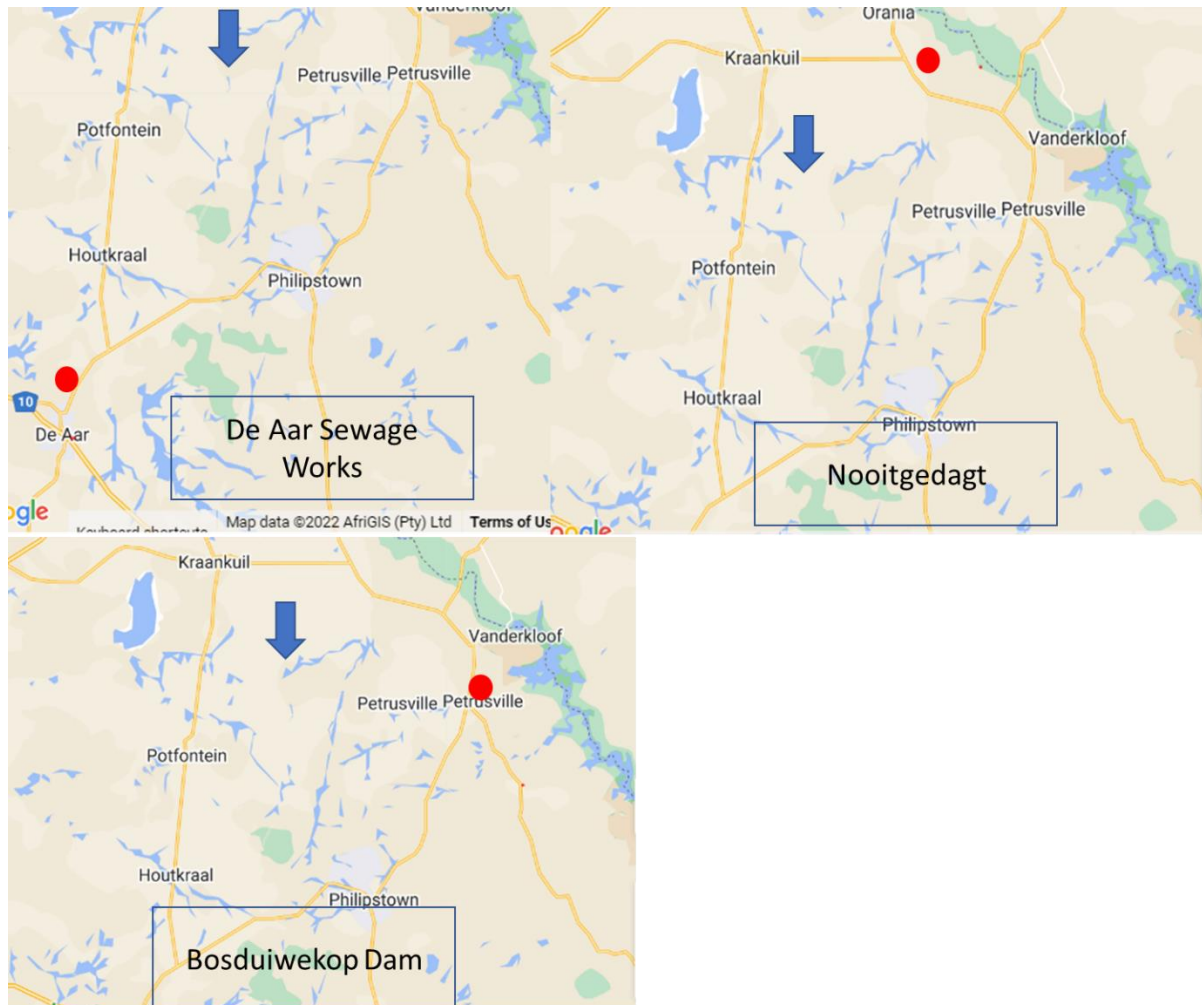 Vanderkloof
Petrusville Petrusville
Potfontein
Houtkraal
Philipstown
10
De Aar
De Aar Sewage
Works
gle
Map data ©2022 AfriGIS (Pty) Ltd Terms of Us
Orania
Kraankuil
Vanderkloof
Petrusville Petrusville
Potfontein
Houtkraal
Philipstown
Nooitgedagt
oogle
Kraankuil
Vanderkloof
Petrusville Petrusville
Potfontein
Houtkraal
Philipstown
Bosduiwekop Dam